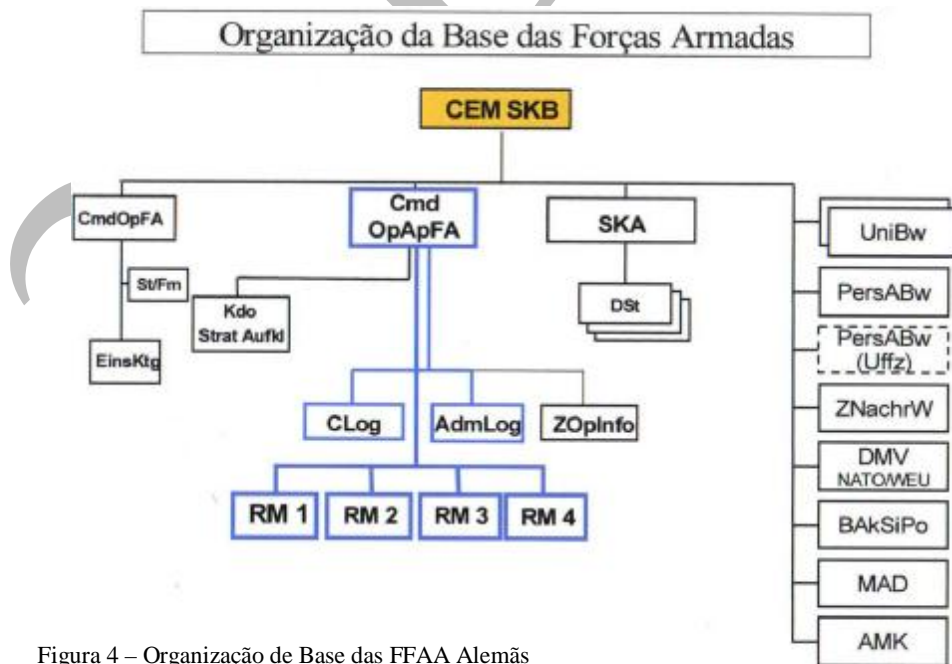 Organização da Base das Forças Armadas
CEM SKB
CmdOpFA
Cmd
OpApFA
SKA
UniBw
St/Fm
Kdo
Strat Aufkl
DSt
PersABw
EinsKtg
PersABw
(Uffz)
CLog
AdmLog
ZOpInfo
ZNachrW
DMV
NATO/WEU
RM 1
RM 2
RM 3
RM 4
BAkSiPo
MAD
AMK
Figura 4 – Organização de Base das FFAA Alemãs